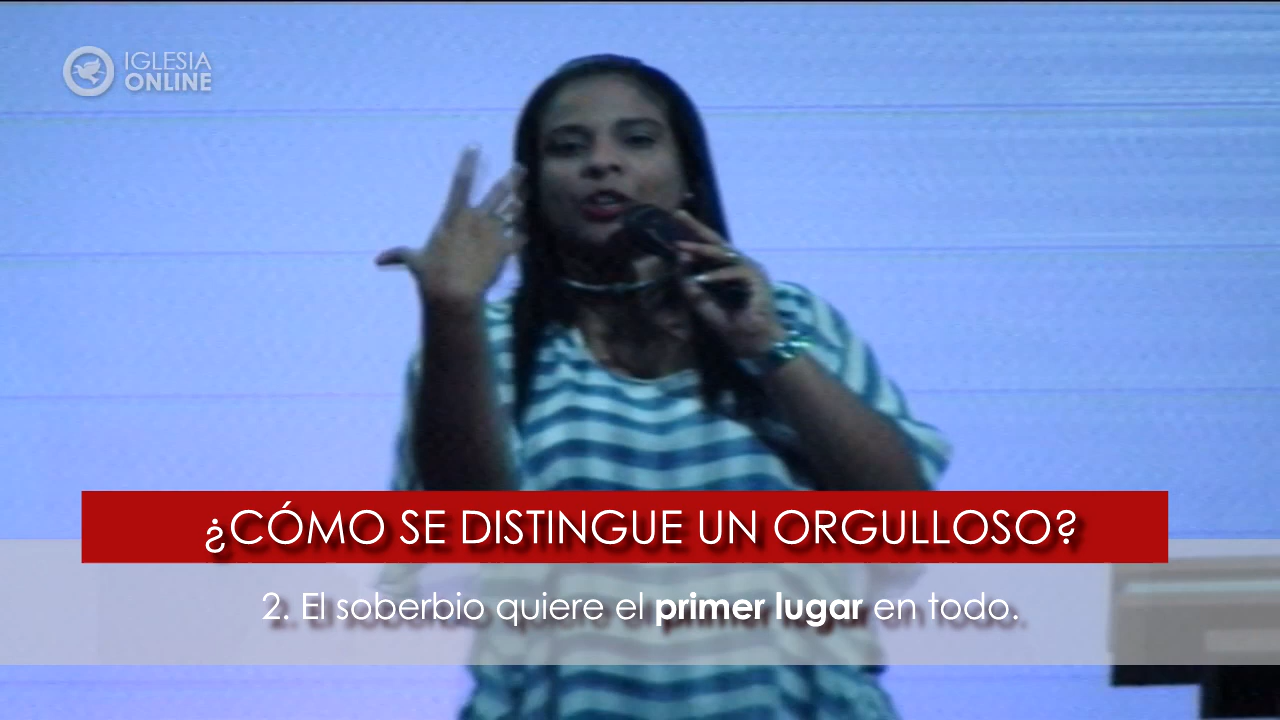 IGLESIA
ONLINE
¿CÓMO SE DISTINGUE UN ORGULLOSO?
2. El soberbio quiere el primer lugar en todo.